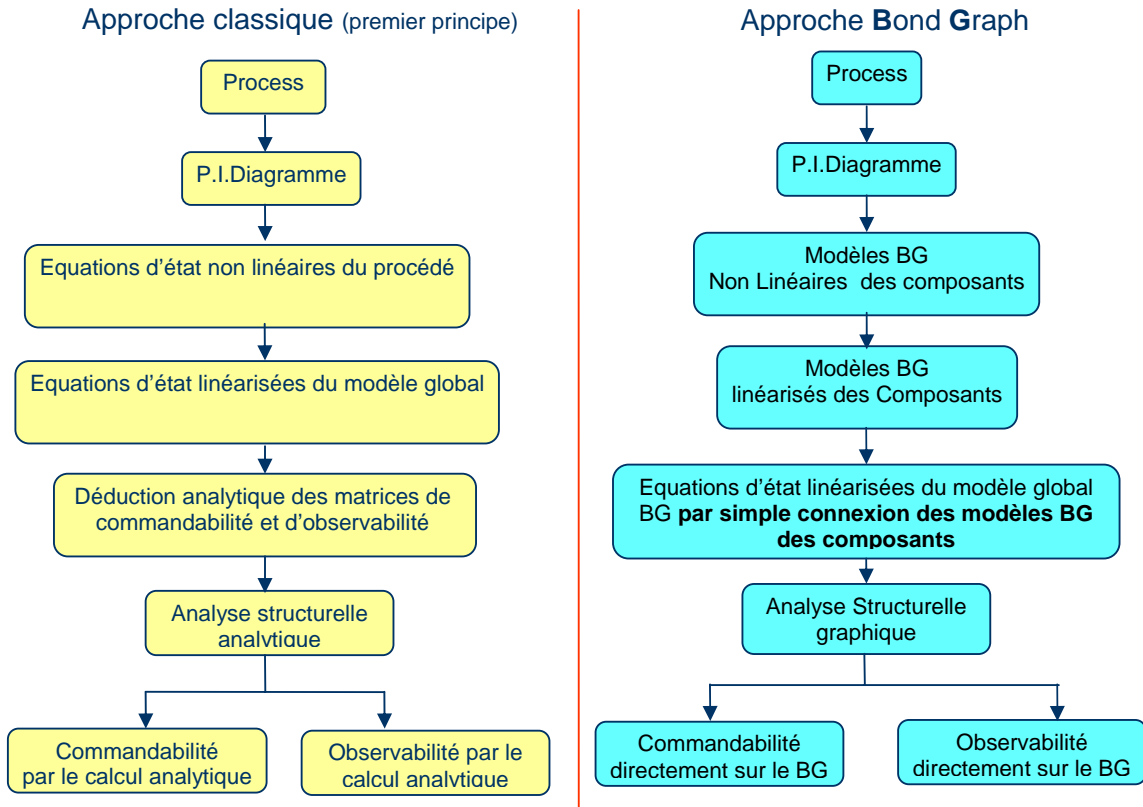 Approche classique (premier principe)
Process
P.I.Diagramme
Equations d'état non linéaires du procédé
Equations d'état linéarisées du modèle global
Déduction analytique des matrices de
commandabilité et d'observabilité
Analyse structurelle
analytique
Commandabilité
par le calcul analytique
Observabilité par le
calcul analytique
Approche Bond Graph
Process
P.I.Diagramme
Modèles BG
Non Linéaires des composants
Modèles BG
linéarisés des Composants
Equations d'état linéarisées du modèle global
BG par simple connexion des modèles BG
des composants
Analyse Structurelle
graphique
Commandabilité
directement sur le BG
Observabilité
directement sur le BG